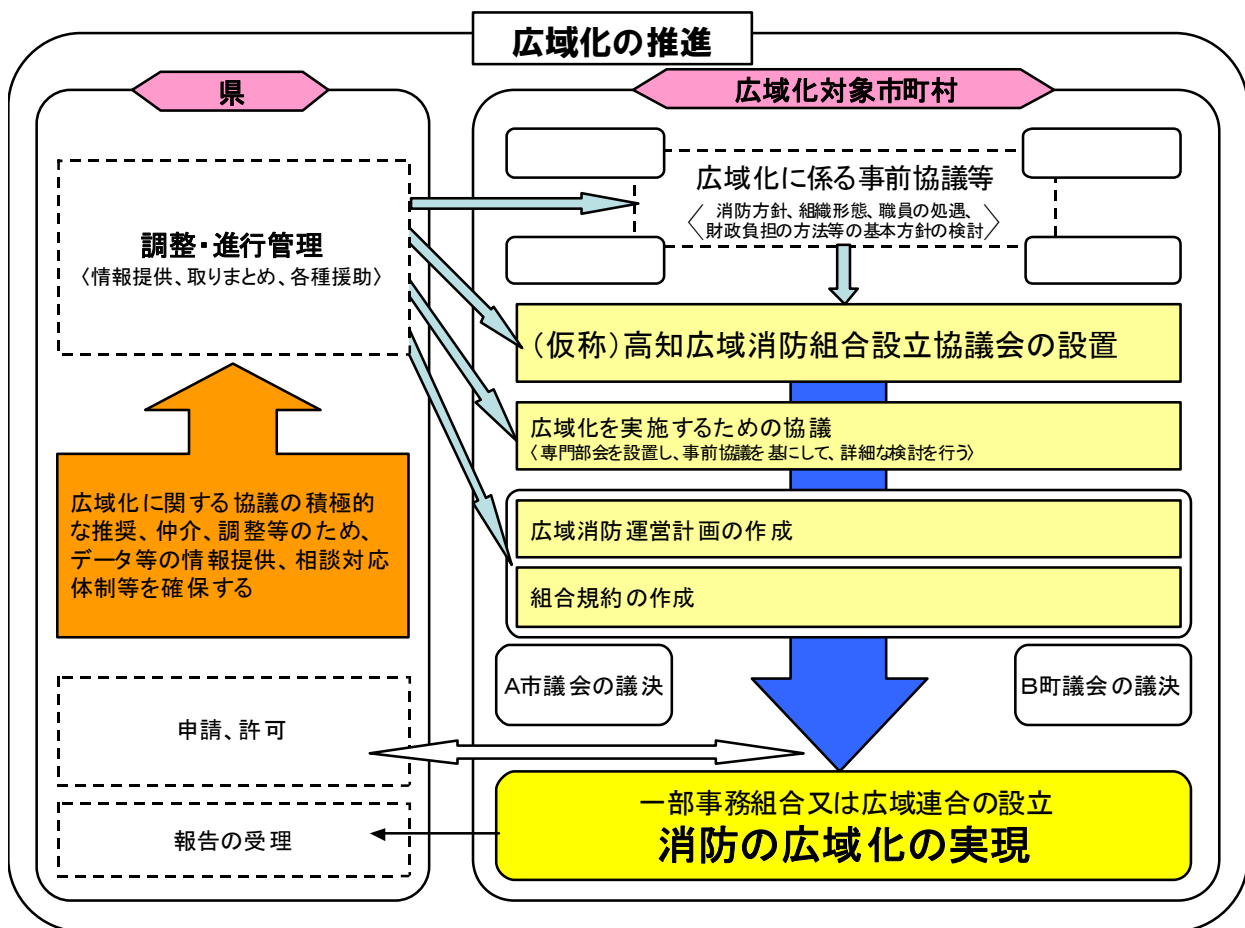 広域化の推進
県
調整・進行管理
〈情報提供、取りまとめ、各種援助〉
広域化に関する協議の積極的
な推奨、仲介、調整等のため、
データ等の情報提供、相談対応
体制等を確保する
申請、許可
報告の受理
広域化対象市町村
広域化に係る事前協議等
〈消防方針、組織形態、職員の処遇、
財政負担の方法等の基本方針の検討〉
(仮称)高知広域消防組合設立協議会の設置
広域化を実施するための協議
〈専門部会を設置し、事前協議を基にして、詳細な検討を行う〉
広域消防運営計画の作成
組合規約の作成
A市議会の議決
B町議会の議決
一部事務組合又は広域連合の設立
消防の広域化の実現